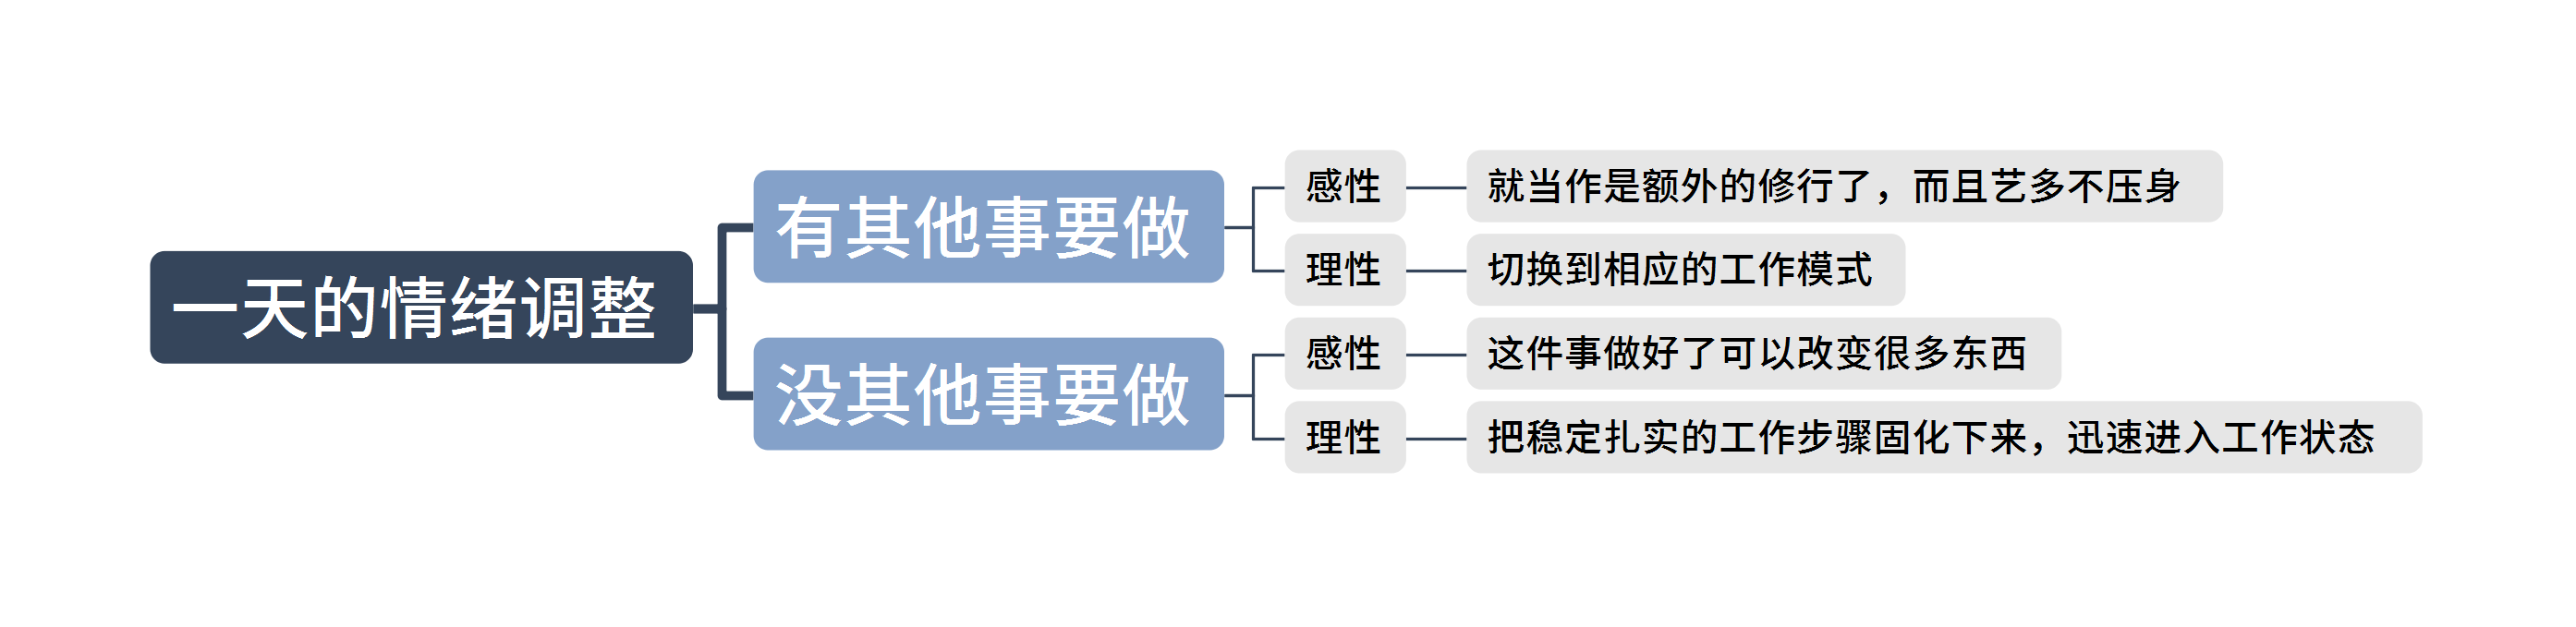 一天的情绪调整
有其他事要做
感性
就当作是额外的修行了，而且艺多不压身
理性
切换到相应的工作模式
没其他事要做
感性
这件事做好了可以改变很多东西
理性
把稳定扎实的工作步骤固化下来，迅速进入工作状态